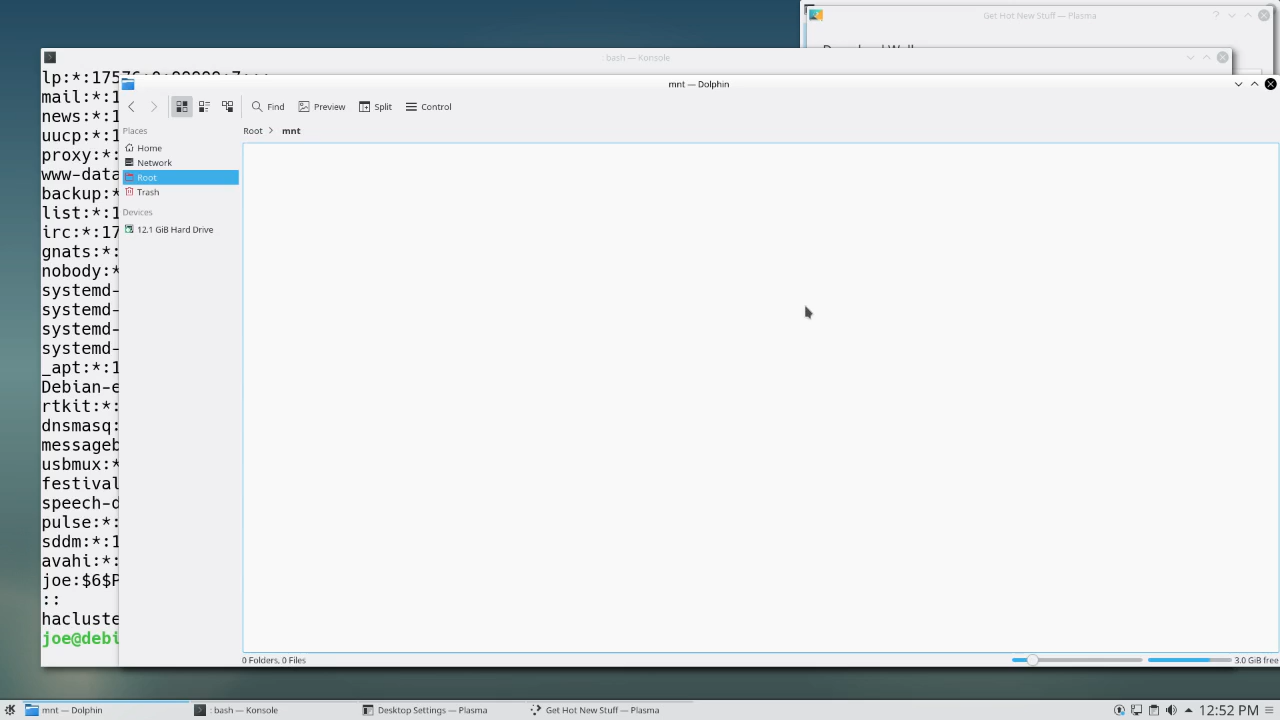 Get Hot New Stuff — Plasma
: bash — Konsole
mnt — Dolphin
Find
Preview
Split
Control
Places
Root > mnt
Home
Network
Root
Trash
Devices
12.1 GiB Hard Drive
mail:*:1
news:*:1
uucp:*:1
proxy:*:
www-data
backup:*
list:*:1
irc:*:17
gnats:*:
nobody:*
systemd-
systemd-
systemd-
systemd-
_apt:*:1
Debian-e
rtkit:*:
dnsmasq:
messageb
usbmux:*
festival
speech-d
pulse:*:
sddm:*:1
avahi:*:
joe:$6$P
::
hacluste
joe@debi
0 Folders, 0 Files
3.0 GiB free
mnt — Dolphin
: bash — Konsole
Desktop Settings — Plasma
Get Hot New Stuff — Plasma
12:52 PM